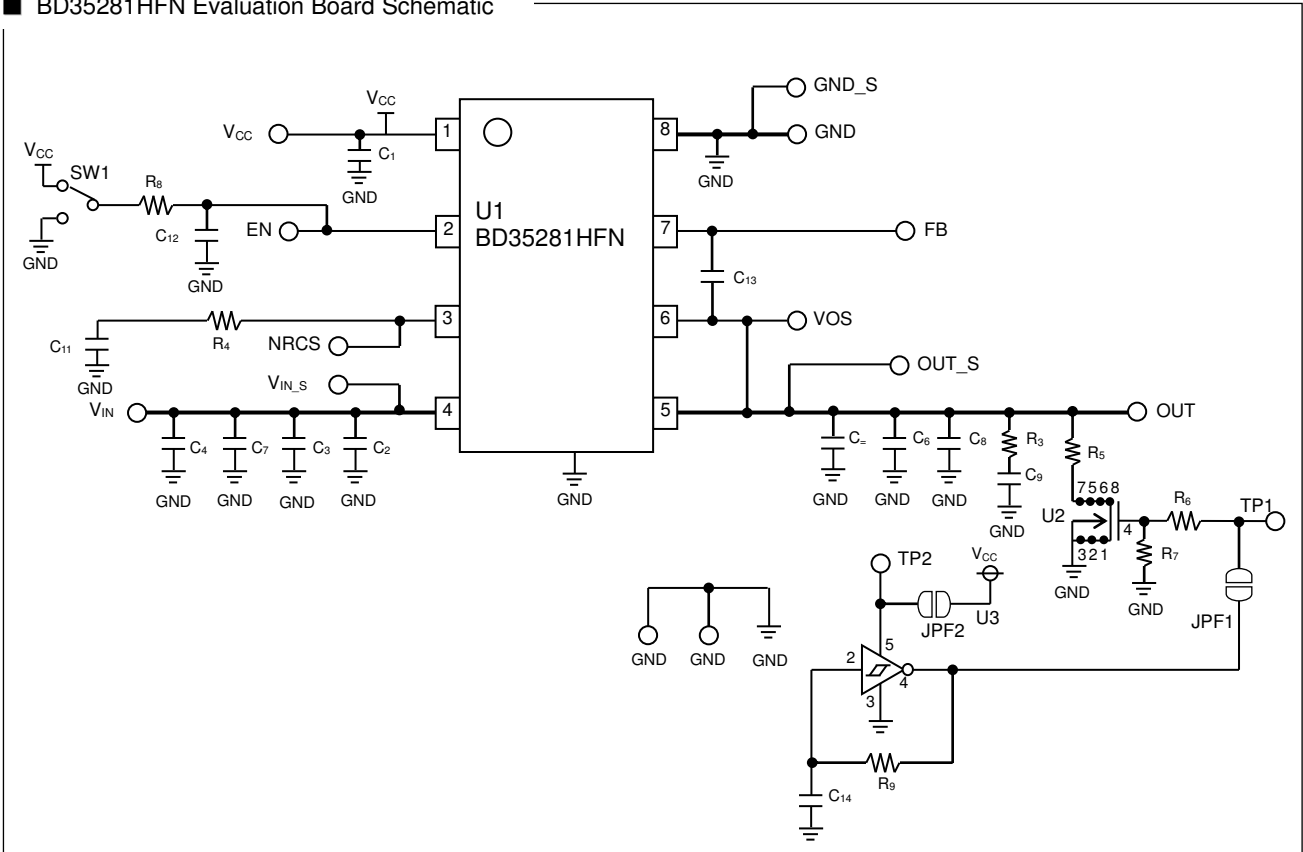 ■ BD35281HFN Evaluation Board Schematic
GND_S
VCC
VCC
1
8
GND
C1
GND
GND
VCC
SW1
R8
U1
BD35281HFN
EN
2
7
FB
C12
GND
GND
C13
3
6
VOS
R4
NRCS
C11
GND
OUT_S
VIN_S
VIN
4
5
OUT
C4
C7
C3
C2
C=
C6
C8
R3
R5
C9
GND
GND
GND
GND
GND
GND
GND
GND
GND
7568
U2
4
321
R6
TP1
R7
GND
GND
JPF1
TP2
VCC
JPF2
U3
GND
GND
GND
2
5
4
3
R9
C14